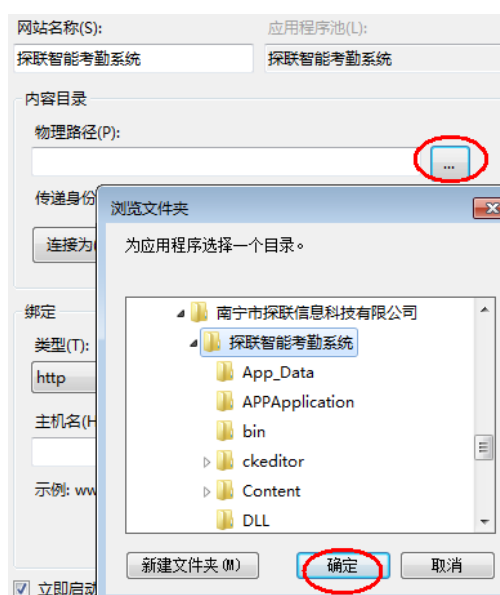 网站名称(S):
应用程序池(L):
探联智能考勤系统
探联智能考勤系统
内容目录
物理路径(P):
...
传递身份
连接为(
绑定
类型(T):
http
主机名(H
示例: ww
立即启动
浏览文件夹
为应用程序选择一个目录。
南宁市探联信息科技有限公司
探联智能考勤系统
App_Data
APPApplication
bin
ckeditor
Content
DLL
新建文件夹(M)
确定
取消